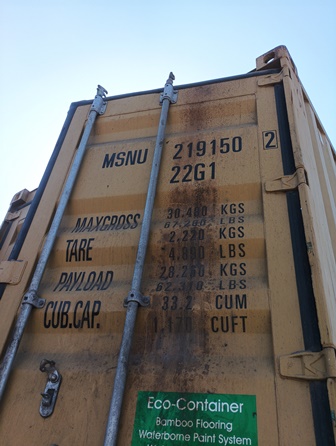 MSNU 219150 2
22G1
MAXGROSS 30.480 KGS
67.200 LBS
TARE 2.220 KGS
4.890 LBS
PAYLOAD 28.260 KGS
62.310 LBS
CUB.CAP. 33.2 CUM
1.170 CUFT
Eco-Container
Bamboo Flooring
Waterborne Paint System